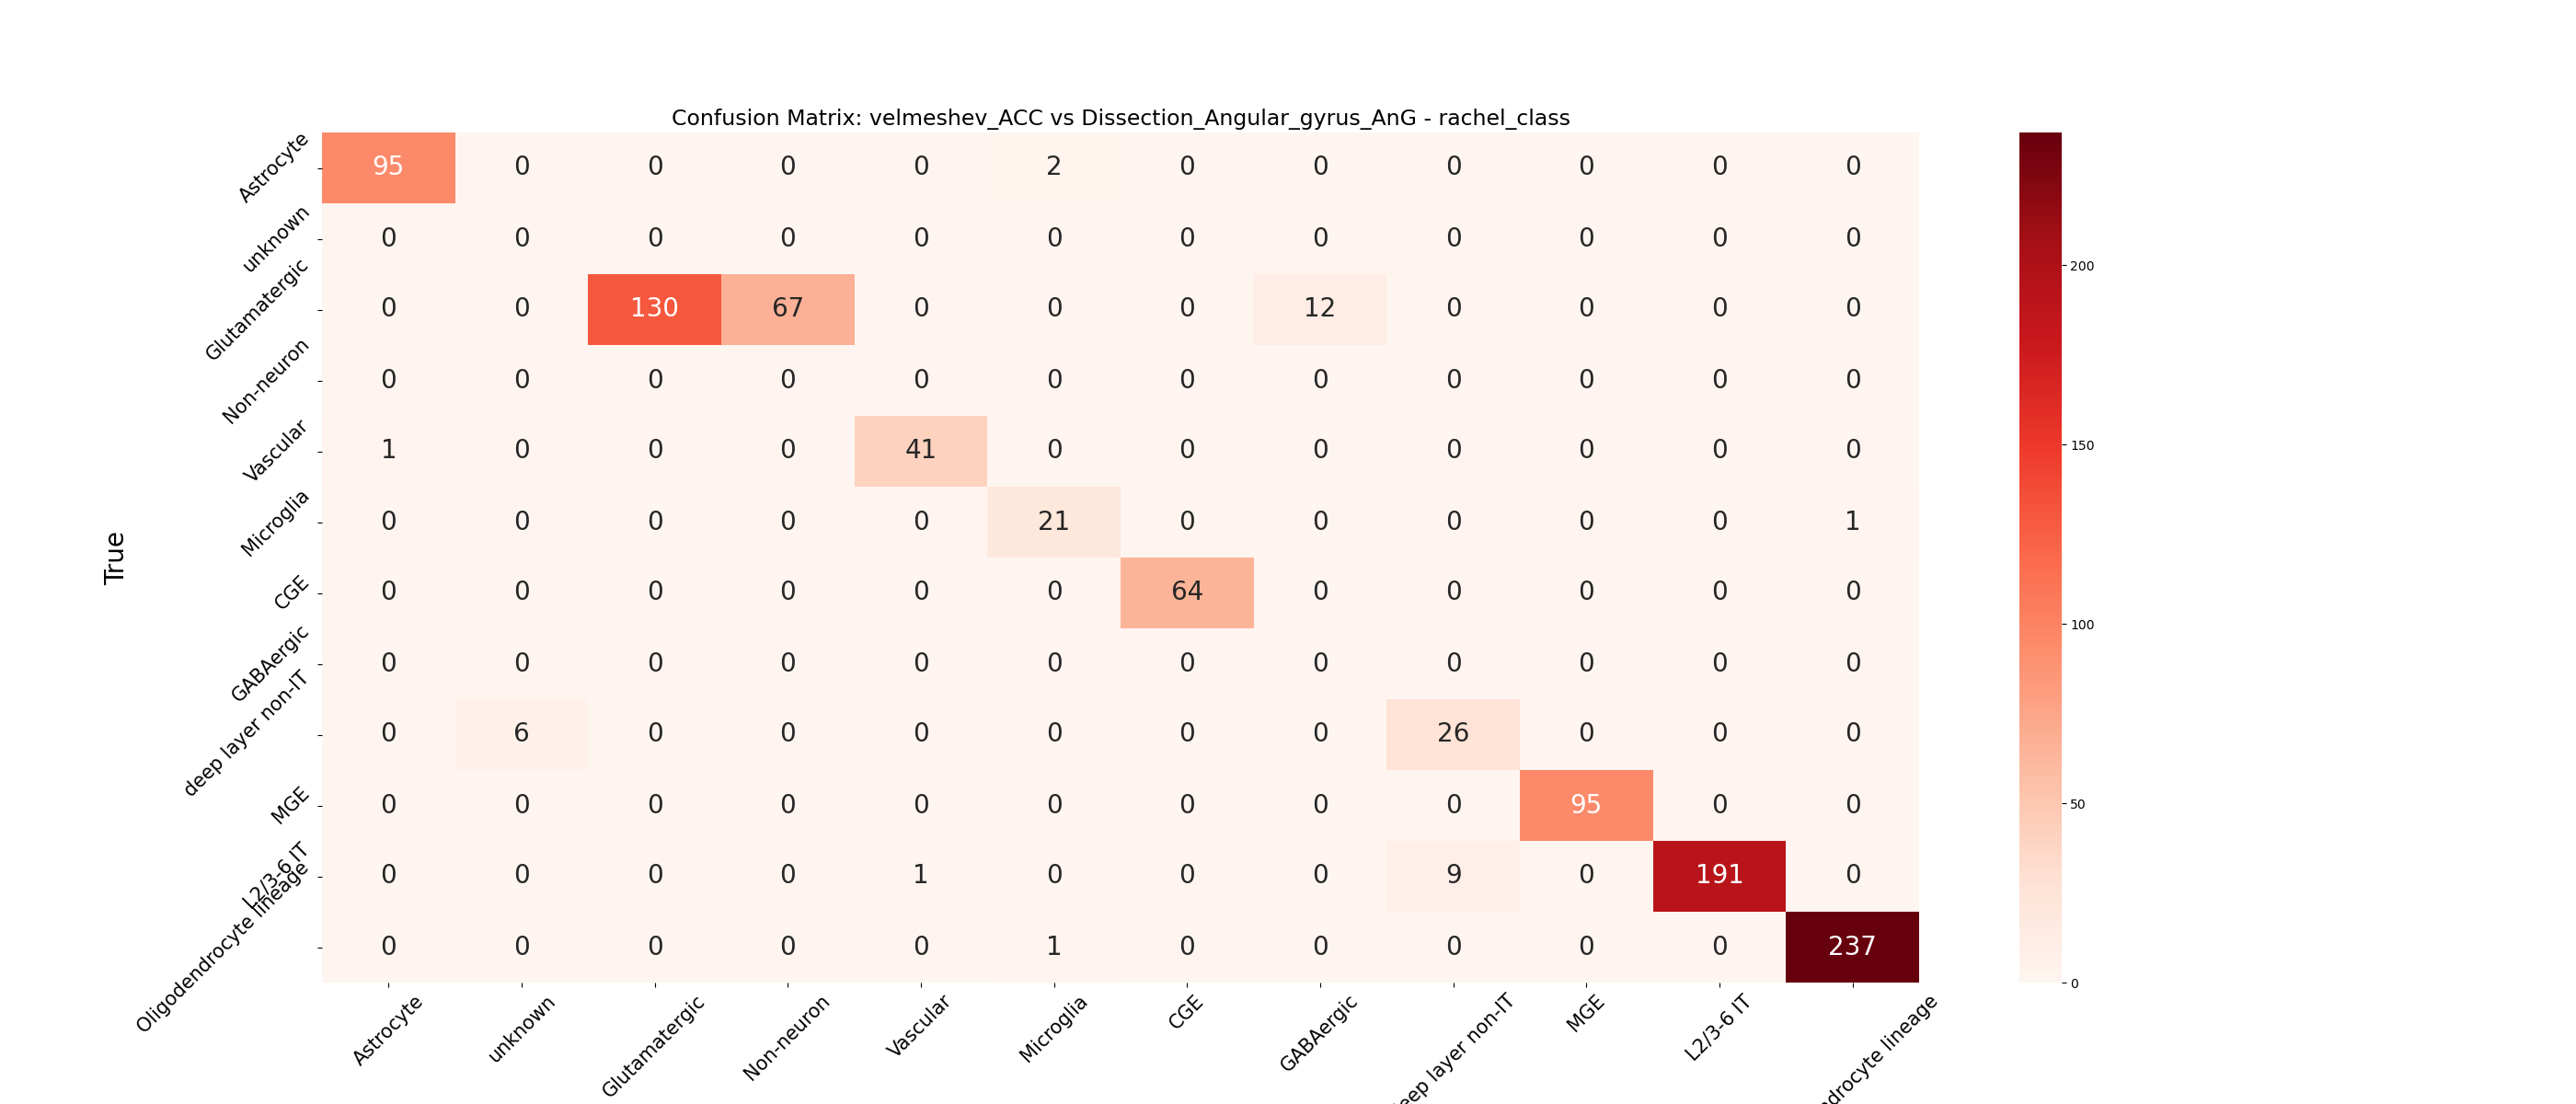 Confusion Matrix: velmeshev_ACC vs Dissection_Angular_gyrus_AnG - rachel_class
True
Astrocyte 95 0 0 0 0 2 0 0 0 0 0 0
unknown 0 0 0 0 0 0 0 0 0 0 0 0
Glutamatergic 0 0 130 67 0 0 0 12 0 0 0 0
Non-neuron 0 0 0 0 0 0 0 0 0 0 0 0
Vascular 1 0 0 0 41 0 0 0 0 0 0 0
Microglia 0 0 0 0 0 21 0 0 0 0 0 1
CGE 0 0 0 0 0 0 64 0 0 0 0 0
GABAergic 0 0 0 0 0 0 0 0 0 0 0 0
deep layer non-IT 0 6 0 0 0 0 0 0 26 0 0 0
MGE 0 0 0 0 0 0 0 0 0 95 0 0
L2/3-6 IT 0 0 0 0 1 0 0 0 9 0 191 0
Oligodendrocyte lineage 0 0 0 0 0 1 0 0 0 0 0 237
Astrocyte unknown Glutamatergic Non-neuron Vascular Microglia CGE GABAergic eep layer non-IT MGE L2/3-6 IT ndrocyte lineage
200
150
100
50
0